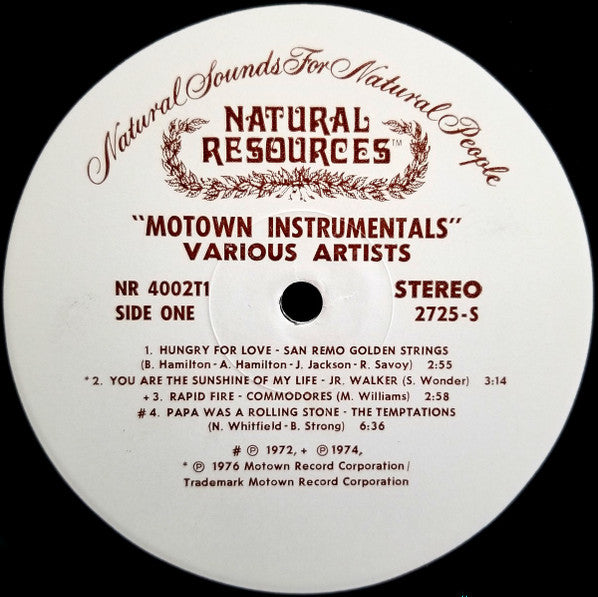 Natural Sounds For Natural People
NATURAL
RESOURCES™
"MOTOWN INSTRUMENTALS"
VARIOUS ARTISTS
NR 4002T1 STEREO
SIDE ONE 2725-S
1. HUNGRY FOR LOVE - SAN REMO GOLDEN STRINGS
(B. Hamilton - A. Hamilton - J. Jackson - R. Savoy) 2:55
* 2. YOU ARE THE SUNSHINE OF MY LIFE - JR. WALKER (S. Wonder) 3:14
+ 3. RAPID FIRE - COMMODORES (M. Williams) 2:58
# 4. PAPA WAS A ROLLING STONE - THE TEMPTATIONS
(N. Whitfield - B. Strong) 6:36
# ℗ 1972, + ℗ 1974,
* ℗ 1976 Motown Record Corporation/
Trademark Motown Record Corporation